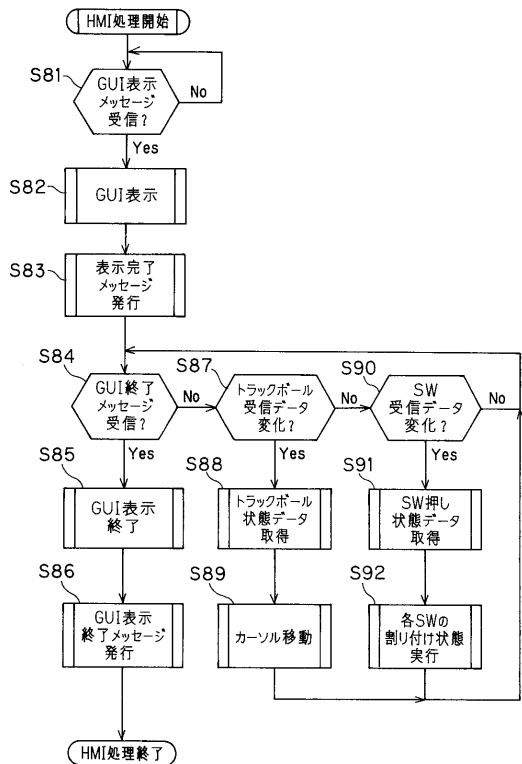 HMI処理開始
S81
GUI表示
メッセージ
受信?
No
Yes
S82
GUI表示
S83
表示完了
メッセージ
発行
S84
GUI終了
メッセージ
受信?
No
Yes
S87
トラックボール
受信データ
変化?
No
Yes
S90
SW
受信データ
変化?
No
Yes
S85
GUI表示
終了
S88
トラックボール
状態データ
取得
S91
SW押し
状態データ
取得
S86
GUI表示
終了メッセージ
発行
S89
カーソル移動
S92
各SWの
割り付け状態
実行
HMI処理終了